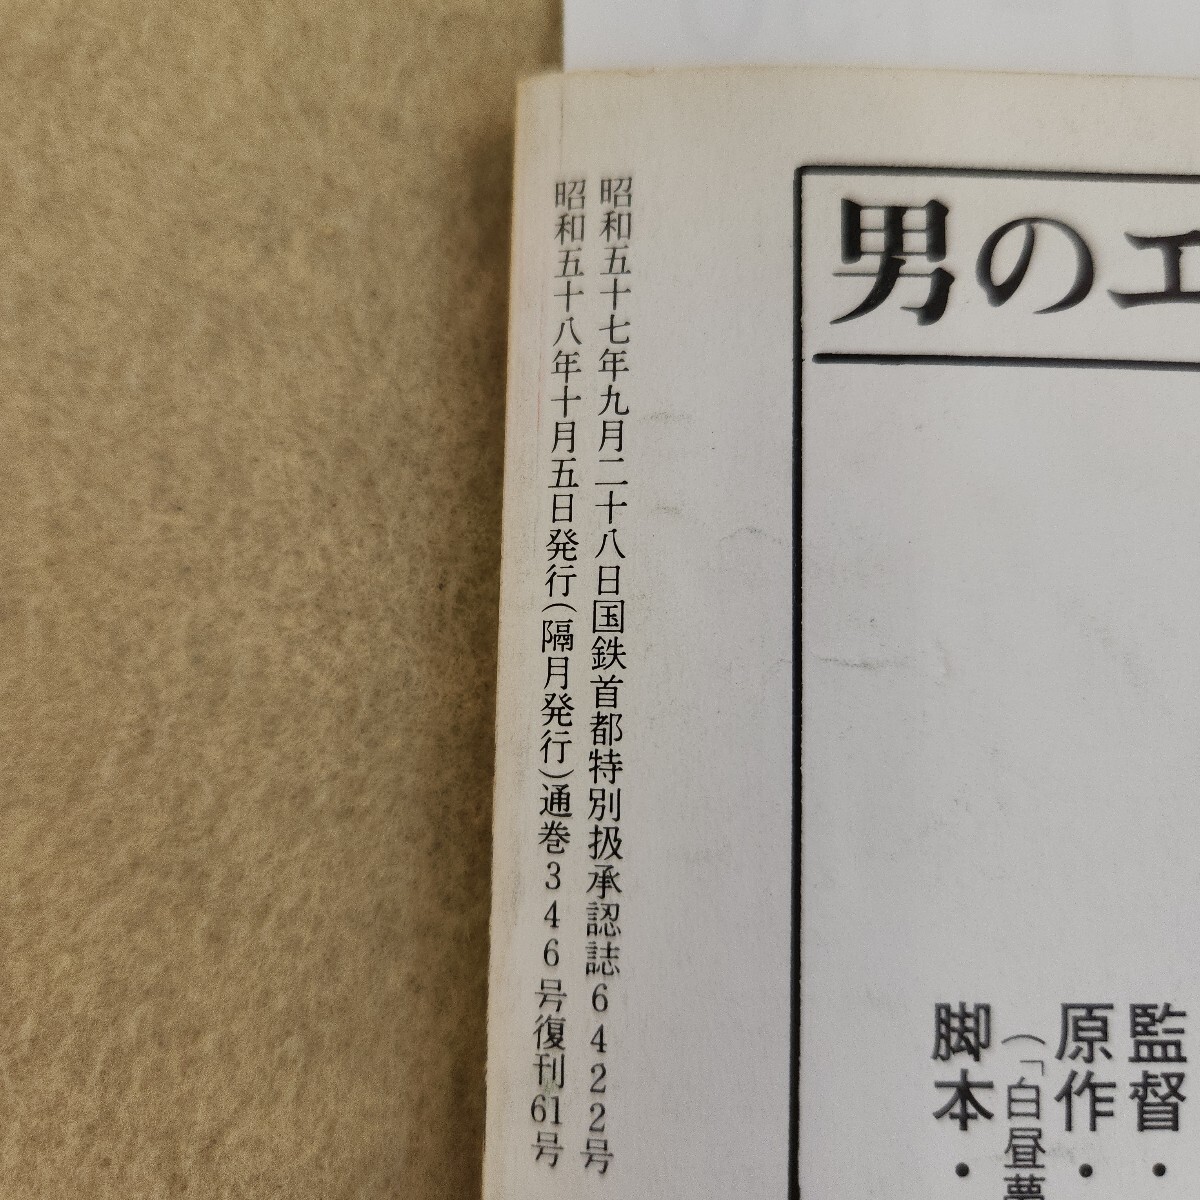 男のエ
監督・
原作・
(「白昼夢
脚本・
昭和五十七年九月二十八日国鉄首都特別扱承認誌6422号
昭和五十八年十月五日発行(隔月発行)通巻346号復刊61号